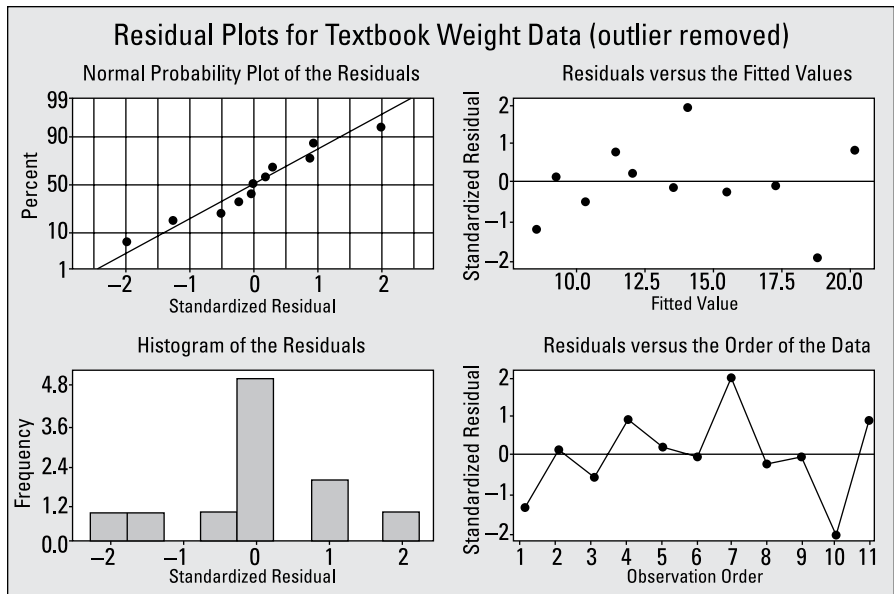 Residual Plots for Textbook Weight Data (outlier removed)
Normal Probability Plot of the Residuals
99
90
50
10
1
Percent
−2 −1 0 1 2
Standardized Residual
Residuals versus the Fitted Values
2
1
0
−1
−2
Standardized Residual
10.0 12.5 15.0 17.5 20.0
Fitted Value
Histogram of the Residuals
4.8
3.6
2.4
1.2
0.0
Frequency
−2 −1 0 1 2
Standardized Residual
Residuals versus the Order of the Data
2
1
0
−1
−2
Standardized Residual
1 2 3 4 5 6 7 8 9 10 11
Observation Order